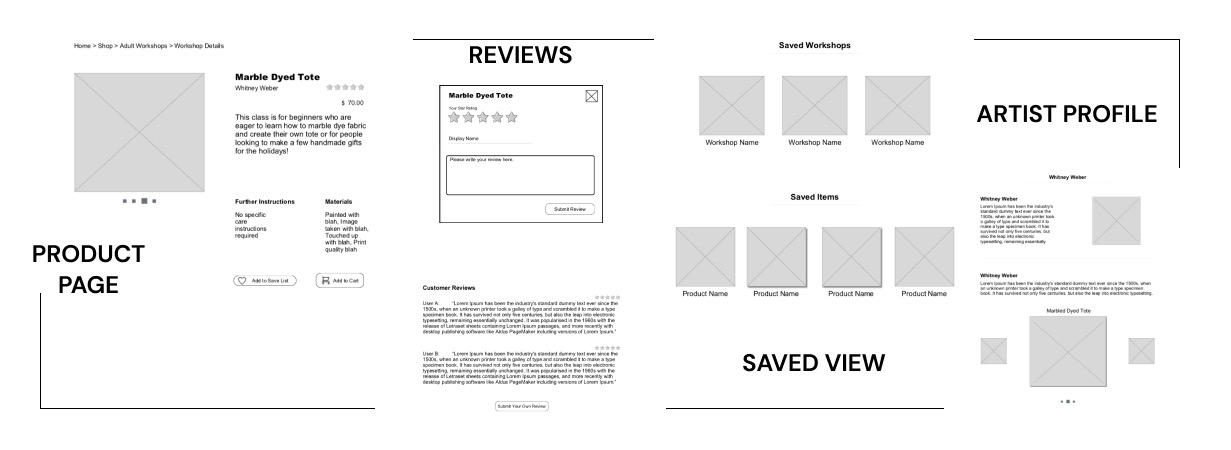 Home > Shop > Adult Workshops > Workshop Details
Marble Dyed Tote
Whitney Weber
$ 70.00
This class is for beginners who are
eager to learn how to marble dye fabric
and create their own tote or for people
looking to make a few handmade gifts
for the holidays!
Further Instructions
No specific
care
instructions
required
Materials
Painted with
blah, Image
taken with blah,
Touched up
with blah, Print
quality blah
Add to Save List
Add to Cart
PRODUCT
PAGE
REVIEWS
Marble Dyed Tote
Your Star Rating
Display Name
Please write your review here.
Submit Review
Customer Reviews
User A: "Lorem Ipsum has been the industry's standard dummy text ever since the
1500s, when an unknown printer took a galley of type and scrambled it to make a type
specimen book. It has survived not only five centuries, but also the leap into electronic
typesetting, remaining essentially unchanged. It was popularised in the 1960s with the
release of Letraset sheets containing Lorem Ipsum passages, and more recently with
desktop publishing software like Aldus PageMaker including versions of Lorem Ipsum."
User B: "Lorem Ipsum has been the industry's standard dummy text ever since the
1500s, when an unknown printer took a galley of type and scrambled it to make a type
specimen book. It has survived not only five centuries, but also the leap into electronic
typesetting, remaining essentially unchanged. It was popularised in the 1960s with the
release of Letraset sheets containing Lorem Ipsum passages, and more recently with
desktop publishing software like Aldus PageMaker including versions of Lorem Ipsum."
Submit Your Own Review
Saved Workshops
Workshop Name
Workshop Name
Workshop Name
Saved Items
Product Name
Product Name
Product Name
Product Name
SAVED VIEW
ARTIST PROFILE
Whitney Weber
Whitney Weber
Lorem Ipsum has been the industry's
standard dummy text ever since the
1500s, when an unknown printer took
a galley of type and scrambled it to
make a type specimen book. It has
survived not only five centuries, but
also the leap into electronic
typesetting, remaining essentially
Whitney Weber
Lorem Ipsum has been the industry's standard dummy text ever since the 1500s, when
an unknown printer took a galley of type and scrambled it to make a type specimen
book. It has survived not only five centuries, but also the leap into electronic typesetting.
Marbled Dyed Tote